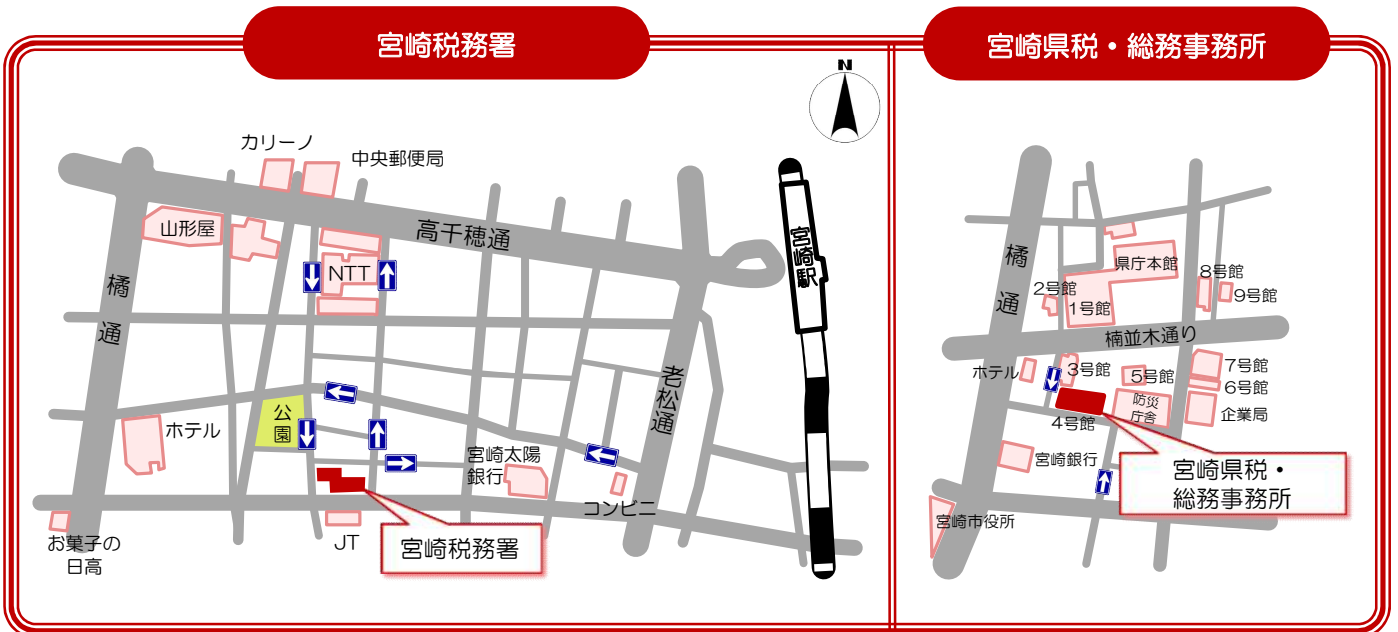 宮崎税務署
宮崎県税・総務事務所
N
カリーノ
中央郵便局
山形屋
高千穂通
NTT
宮崎駅
橘通
老松通
公園
ホテル
宮崎太陽
銀行
コンビニ
お菓子の
日高
JT
宮崎税務署
橘通
県庁本館
8号館
9号館
2号館
1号館
楠並木通り
ホテル
3号館
5号館
7号館
6号館
防災
庁舎
企業局
4号館
宮崎銀行
宮崎県税・
総務事務所
宮崎市役所